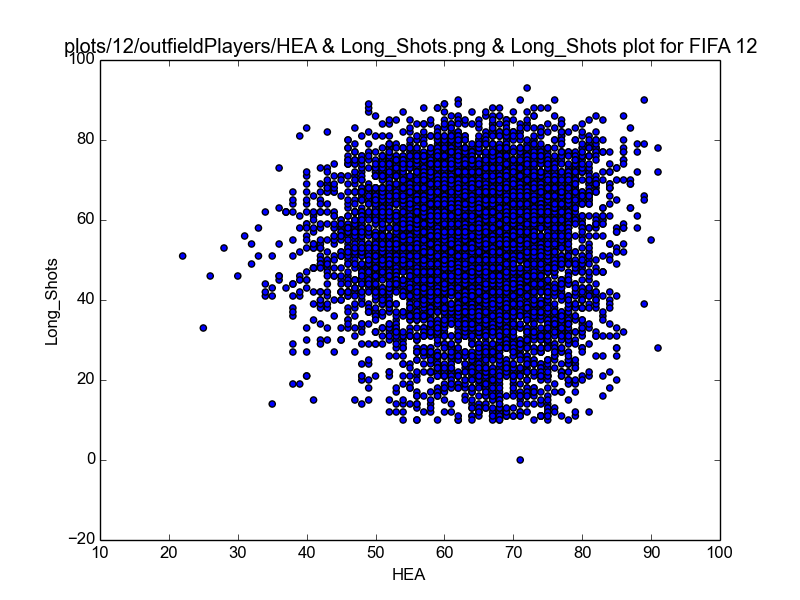 plots/12/outfieldPlayers/HEA & Long_Shots.png & Long_Shots plot for FIFA 12
100
80
60
40
20
0
−20
Long_Shots
10 20 30 40 50 60 70 80 90 100
HEA